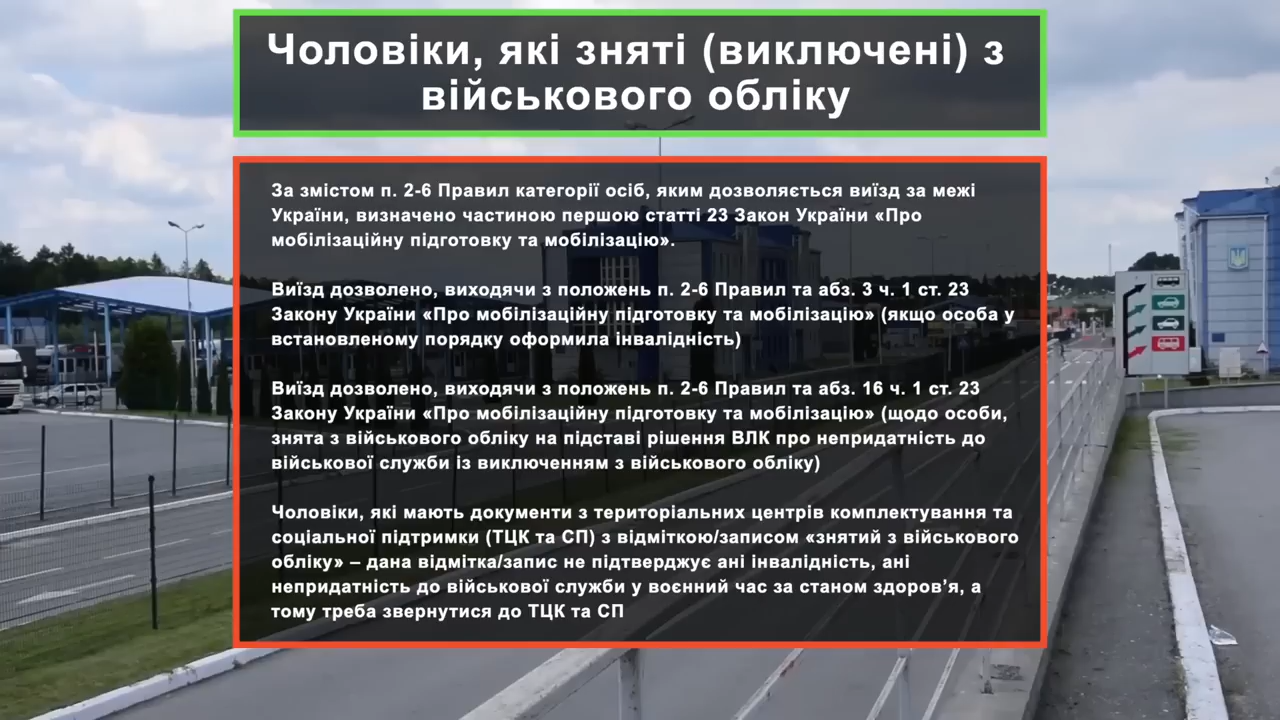 Чоловіки, які зняті (виключені) з
військового обліку
За змістом п. 2-6 Правил категорії осіб, яким дозволяється виїзд за межі
України, визначено частиною першою статті 23 Закон України «Про
мобілізаційну підготовку та мобілізацію».
Виїзд дозволено, виходячи з положень п. 2-6 Правил та абз. 3 ч. 1 ст. 23
Закону України «Про мобілізаційну підготовку та мобілізацію» (якщо особа у
встановленому порядку оформила інвалідність)
Виїзд дозволено, виходячи з положень п. 2-6 Правил та абз. 16 ч. 1 ст. 23
Закону України «Про мобілізаційну підготовку та мобілізацію» (щодо особи,
знята з військового обліку на підставі рішення ВЛК про непридатність до
військової служби із виключенням з військового обліку)
Чоловіки, які мають документи з територіальних центрів комплектування та
соціальної підтримки (ТЦК та СП) з відміткою/записом «знятий з військового
обліку» – дана відмітка/запис не підтверджує ані інвалідність, ані
непридатність до військової служби у воєнний час за станом здоров’я, а
тому треба звернутися до ТЦК та СП